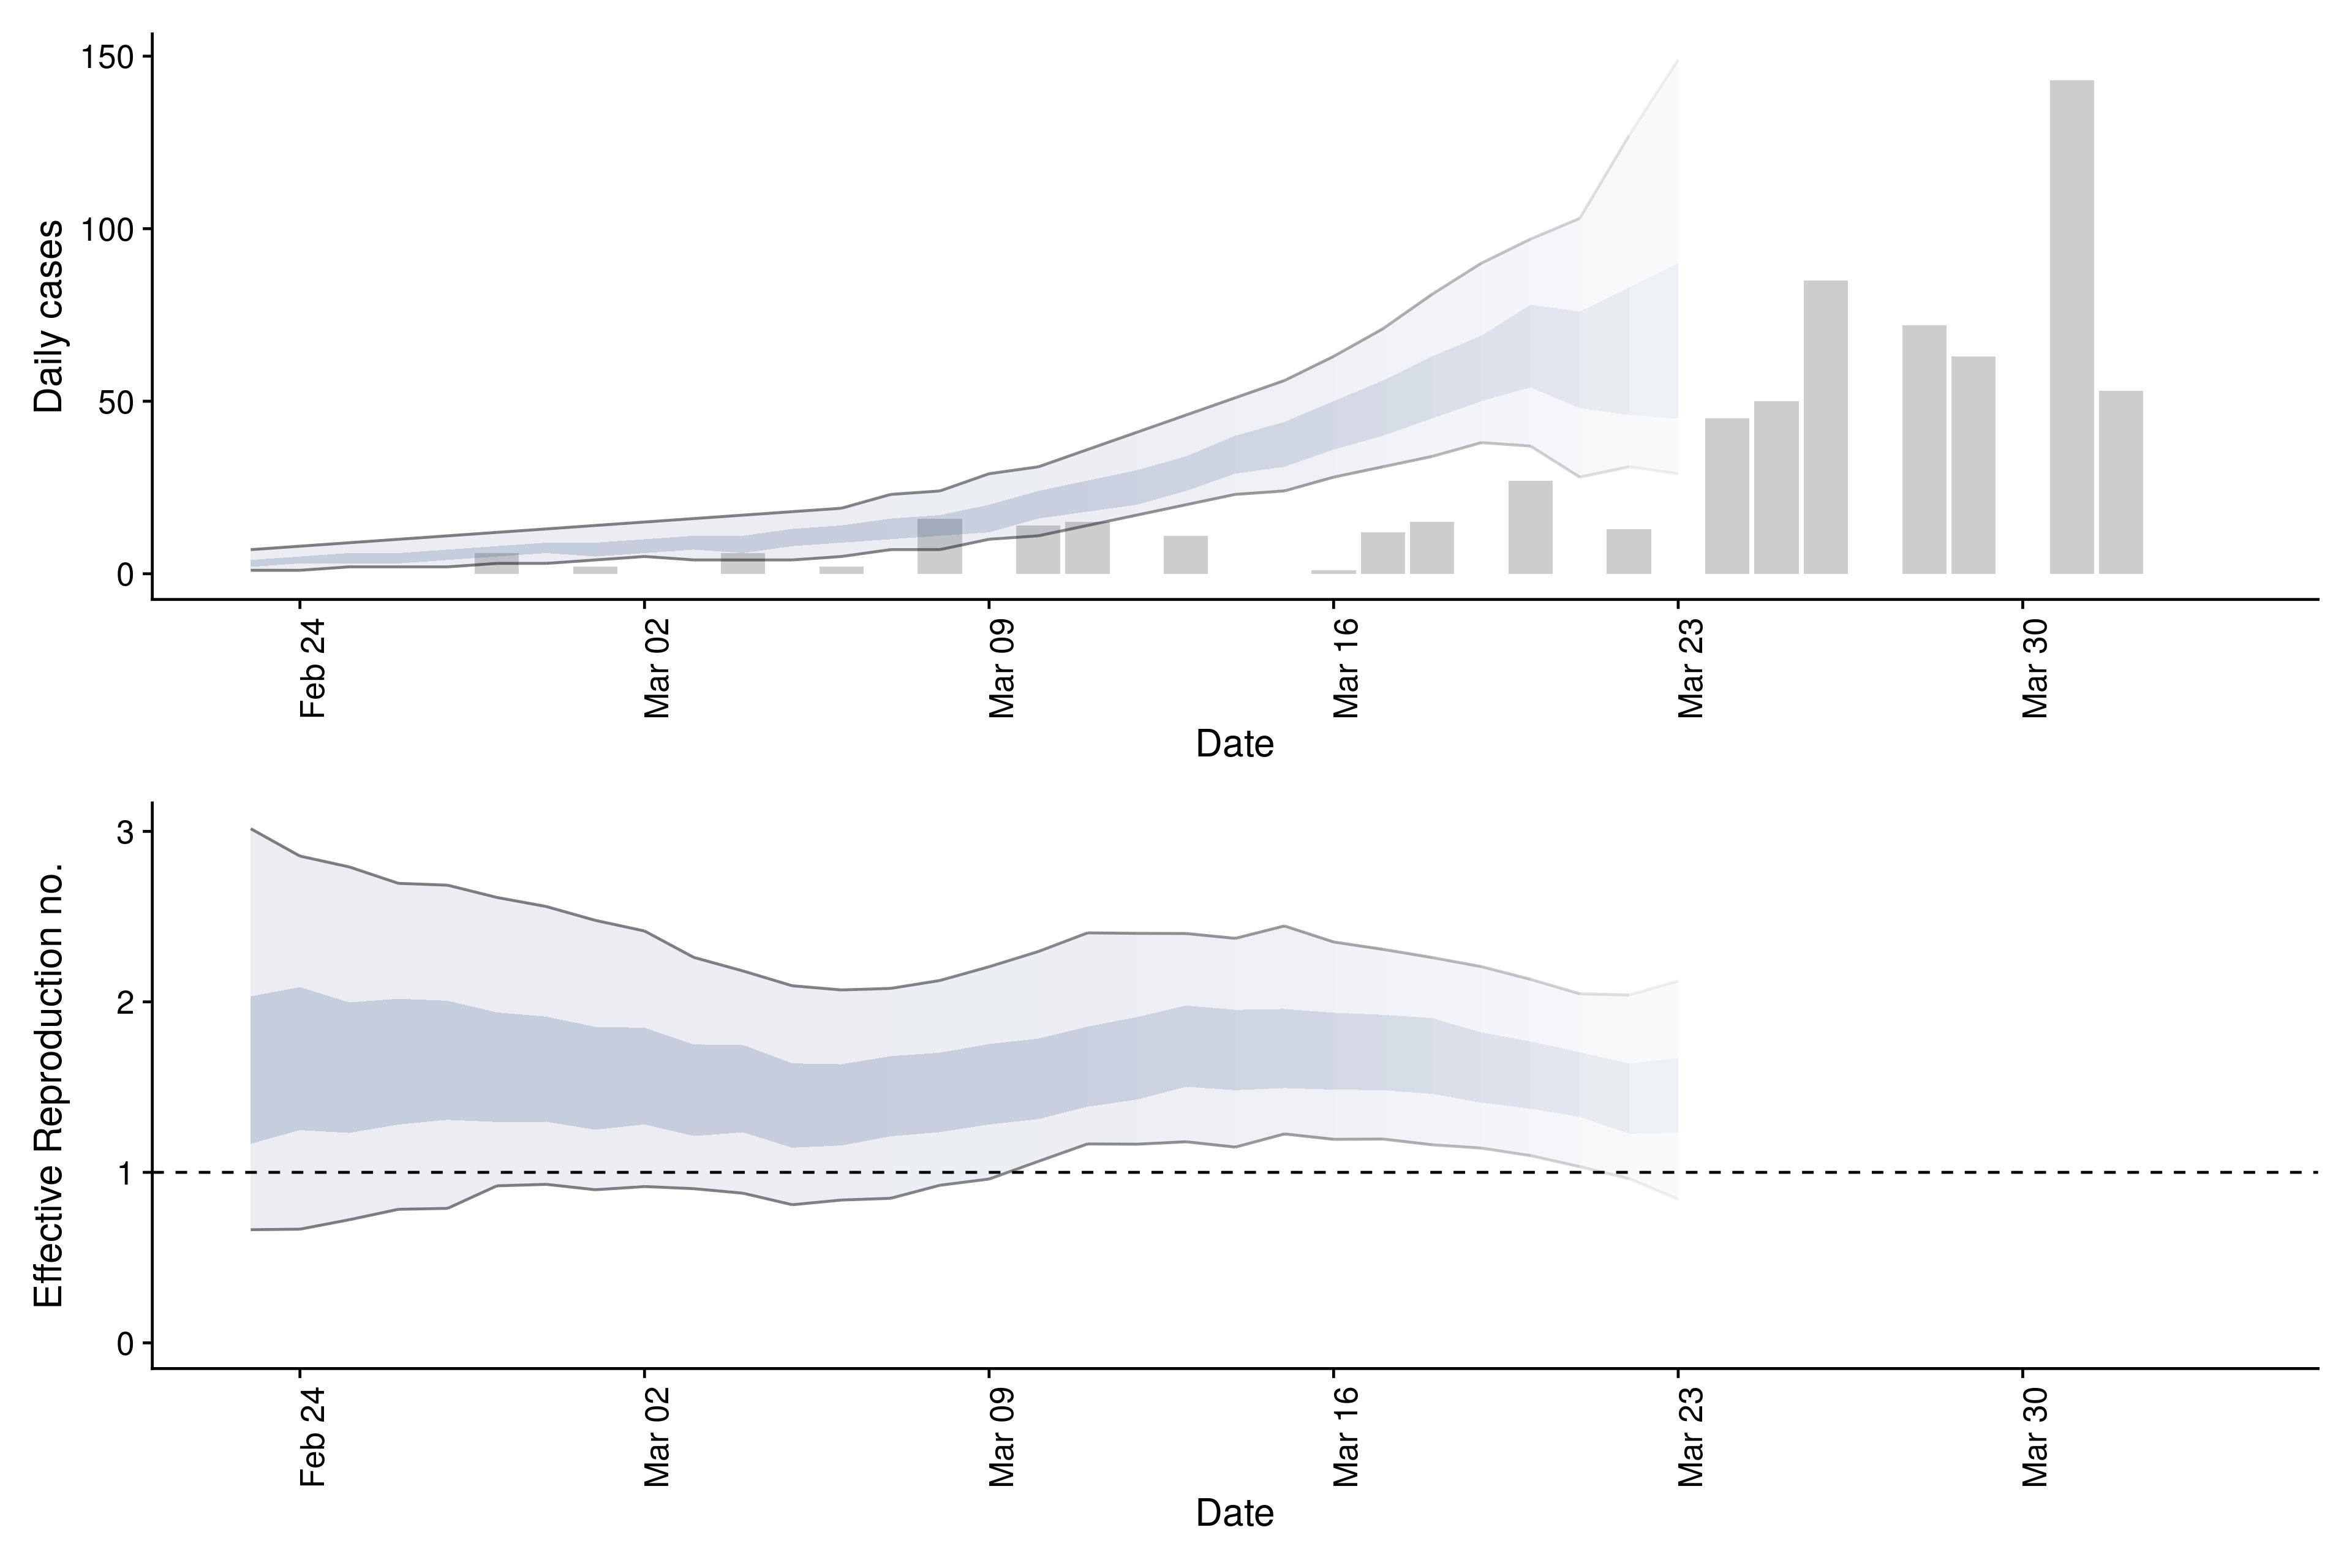 Daily cases
150
100
50
0
Feb 24
Mar 02
Mar 09
Mar 16
Mar 23
Mar 30
Date
Effective Reproduction no.
3
2
1
0
Feb 24
Mar 02
Mar 09
Mar 16
Mar 23
Mar 30
Date